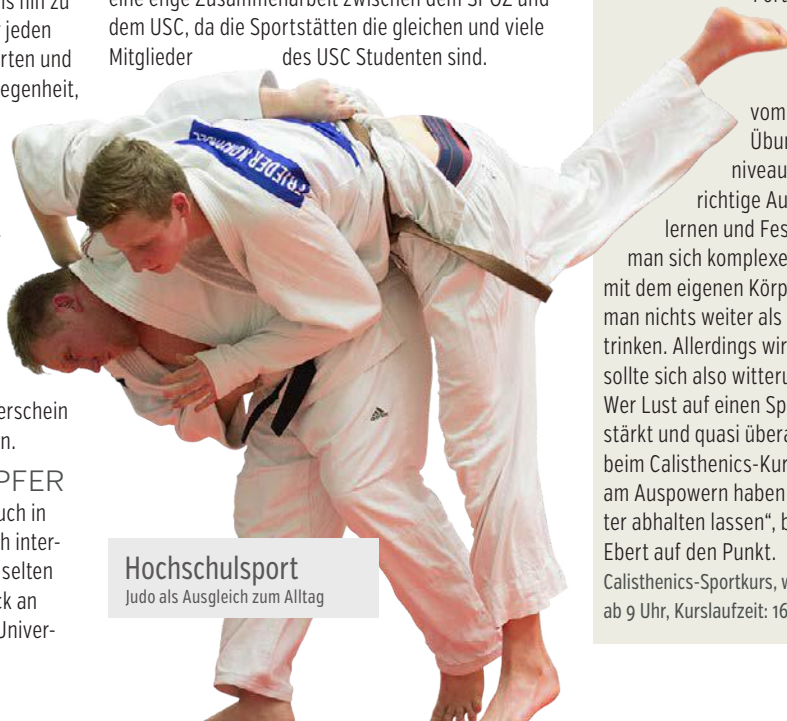 s hin zu
jeden
rten und
egenheit,
erschein
n.
PFER
uch in
h inter-
selten
ck an
Univer-
eine enge Zusammenarbeit zwischen dem SPOZ und
dem USC, da die Sportstätten die gleichen und viele
Mitglieder des USC Studenten sind.
Hochschulsport
Judo als Ausgleich zum Alltag
vom
Übun
niveau
richtige Au
lernen und Fes
man sich komplexe
mit dem eigenen Körp
man nichts weiter als
trinken. Allerdings wir
sollte sich also witteru
Wer Lust auf einen Sp
stärkt und quasi übera
beim Calisthenics-Kur
am Auspowern haben
ter abhalten lassen“, b
Ebert auf den Punkt.
Calisthenics-Sportkurs, w
ab 9 Uhr, Kurslaufzeit: 16